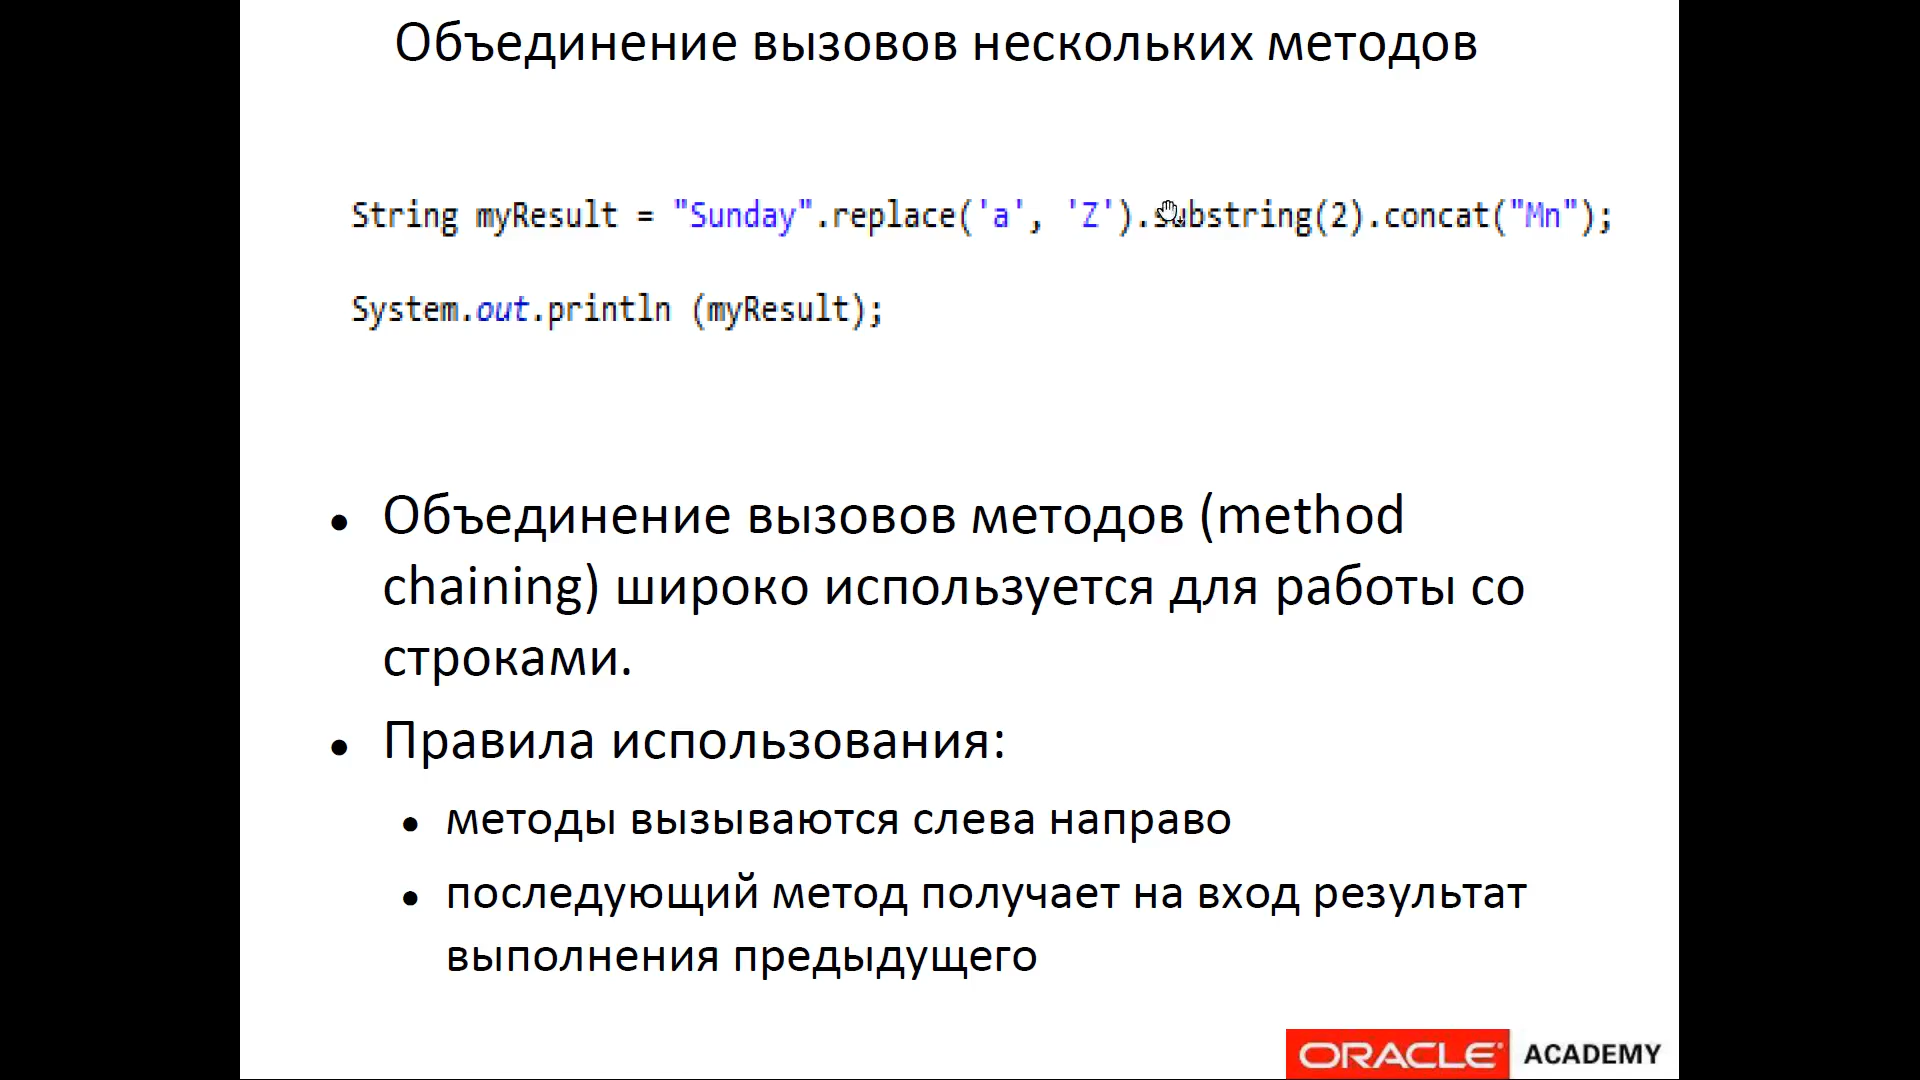 Объединение вызовов нескольких методов
String myResult = "Sunday".replace('a', 'Z').substring(2).concat("Mn");
System.out.println (myResult);
• Объединение вызовов методов (method
chaining) широко используется для работы со
строками.
• Правила использования:
• методы вызываются слева направо
• последующий метод получает на вход результат
выполнения предыдущего
ORACLE ACADEMY